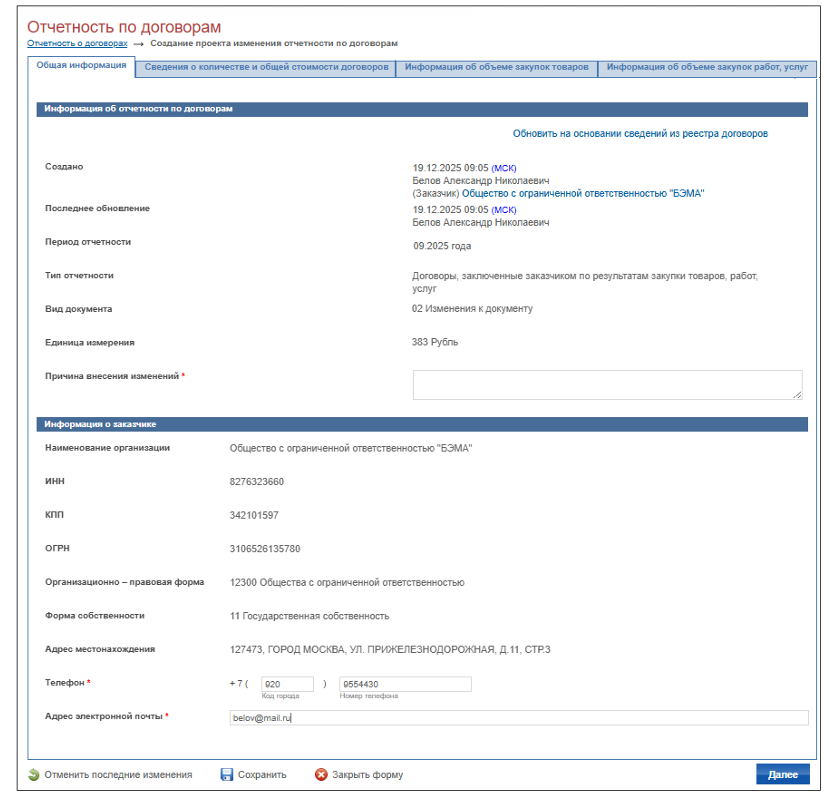 Отчетность по договорам
Отчетность о договорах → Создание проекта изменения отчетности по договорам
Общая информация
Сведения о количестве и общей стоимости договоров
Информация об объеме закупок товаров
Информация об объеме закупок работ, услуг
Информация об отчетности по договорам
Обновить на основании сведений из реестра договоров
Создано
19.12.2025 09:05 (МСК)
Белов Александр Николаевич
(Заказчик) Общество с ограниченной ответственностью "БЭМА"
Последнее обновление
19.12.2025 09:05 (МСК)
Белов Александр Николаевич
Период отчетности
09.2025 года
Тип отчетности
Договоры, заключенные заказчиком по результатам закупки товаров, работ,
услуг
Вид документа
02 Изменения к документу
Единица измерения
383 Рубль
Причина внесения изменений *
Информация о заказчике
Наименование организации
Общество с ограниченной ответственностью "БЭМА"
ИНН
8276323660
КПП
342101597
ОГРН
3106526135780
Организационно – правовая форма
12300 Общества с ограниченной ответственностью
Форма собственности
11 Государственная собственность
Адрес местонахождения
127473, ГОРОД МОСКВА, УЛ. ПРИЖЕЛЕЗНОДОРОЖНАЯ, Д.11, СТР.3
Телефон *
+ 7 ( 920 ) 9554430
Код города
Номер телефона
Адрес электронной почты *
belov@mail.ru
Отменить последние изменения
Сохранить
Закрыть форму
Далее